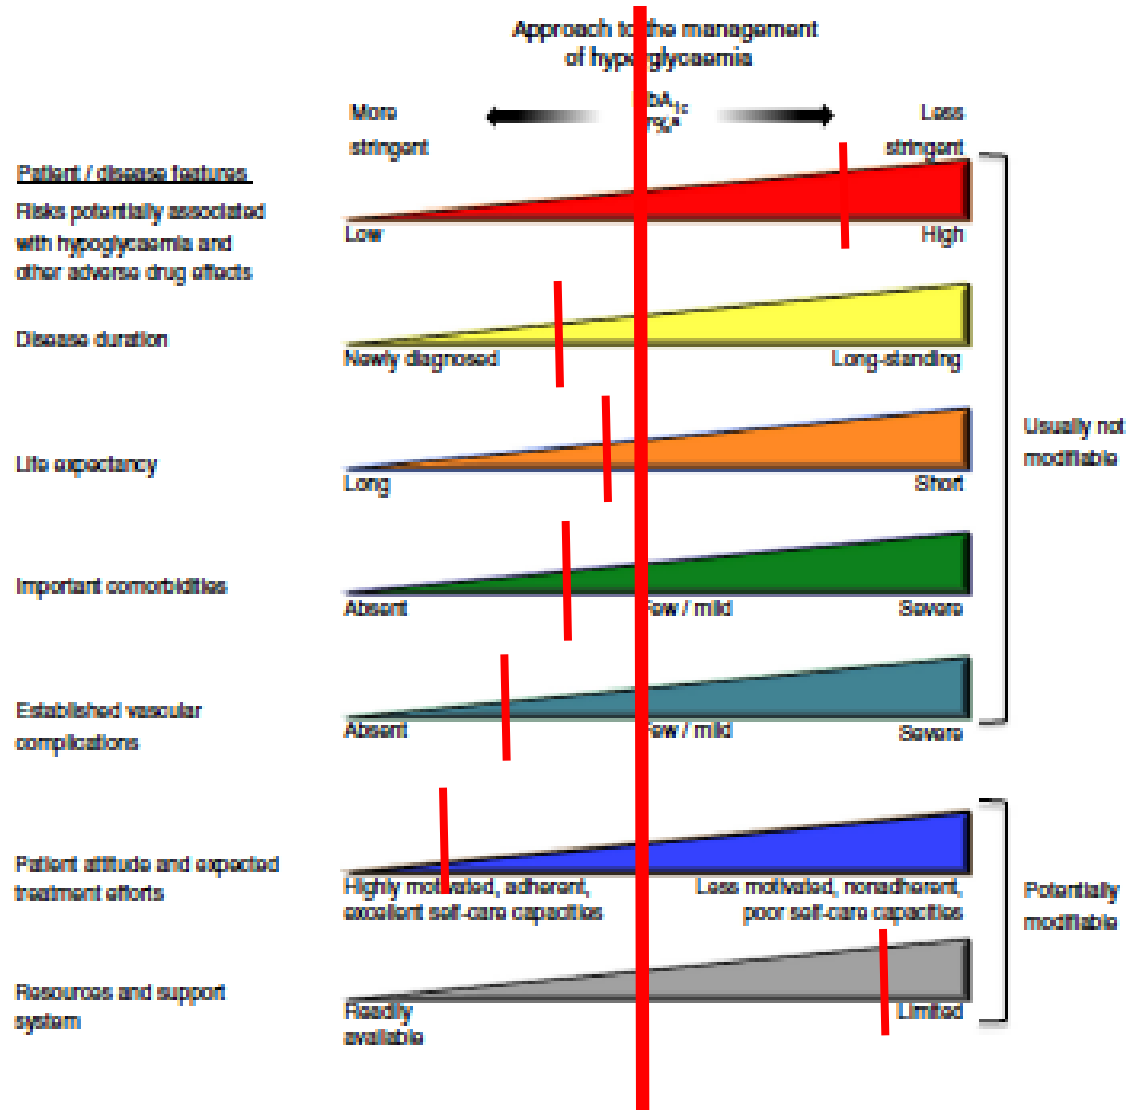 Approach to the management
of hyperglycaemia
More
stringent
bA1c
7%
Less
stringent
Patient / disease features
Risks potentially associated
with hypoglycaemia and
other adverse drug effects
Low
High
Disease duration
Newly diagnosed
Long-standing
Life expectancy
Long
Short
Usually not
modifiable
Important comorbidities
Absent
Few / mild
Severe
Established vascular
complications
Absent
Few / mild
Severe
Patient attitude and expected
treatment efforts
Highly motivated, adherent,
excellent self-care capacities
Less motivated, nonadherent,
poor self-care capacities
Potentially
modifiable
Resources and support
system
Readily
available
Limited